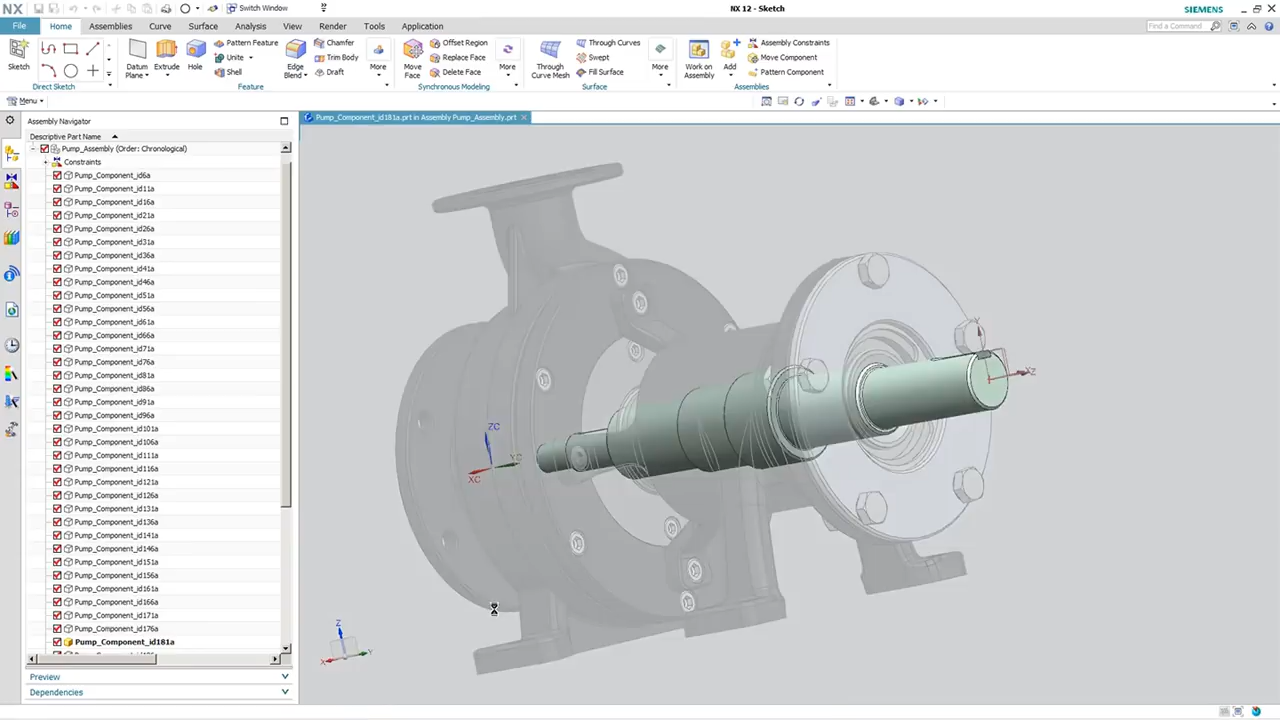 NX
Switch Window
NX 12 - Sketch
SIEMENS
File
Home
Assemblies
Curve
Surface
Analysis
View
Render
Tools
Application
Find a Command
Sketch
Direct Sketch
Datum Plane
Extrude
Hole
Pattern Feature
Unite
Shell
Edge Blend
Chamfer
Trim Body
Draft
More
Feature
Move Face
Offset Region
Replace Face
Delete Face
More
Synchronous Modeling
Through Curve Mesh
Through Curves
Swept
Fill Surface
More
Surface
Work on Assembly
Add
Assembly Constraints
Move Component
Pattern Component
Assemblies
Menu
Assembly Navigator
Pump_Component_id181a.prt in Assembly Pump_Assembly.prt
Descriptive Part Name
Pump_Assembly (Order: Chronological)
Constraints
Pump_Component_id6a
Pump_Component_id11a
Pump_Component_id16a
Pump_Component_id21a
Pump_Component_id26a
Pump_Component_id31a
Pump_Component_id36a
Pump_Component_id41a
Pump_Component_id46a
Pump_Component_id51a
Pump_Component_id56a
Pump_Component_id61a
Pump_Component_id66a
Pump_Component_id71a
Pump_Component_id76a
Pump_Component_id81a
Pump_Component_id86a
Pump_Component_id91a
Pump_Component_id96a
Pump_Component_id101a
Pump_Component_id106a
Pump_Component_id111a
Pump_Component_id116a
Pump_Component_id121a
Pump_Component_id126a
Pump_Component_id131a
Pump_Component_id136a
Pump_Component_id141a
Pump_Component_id146a
Pump_Component_id151a
Pump_Component_id156a
Pump_Component_id161a
Pump_Component_id166a
Pump_Component_id171a
Pump_Component_id176a
Pump_Component_id181a
Preview
Dependencies
ZC
YC
XC
Z
X
Y